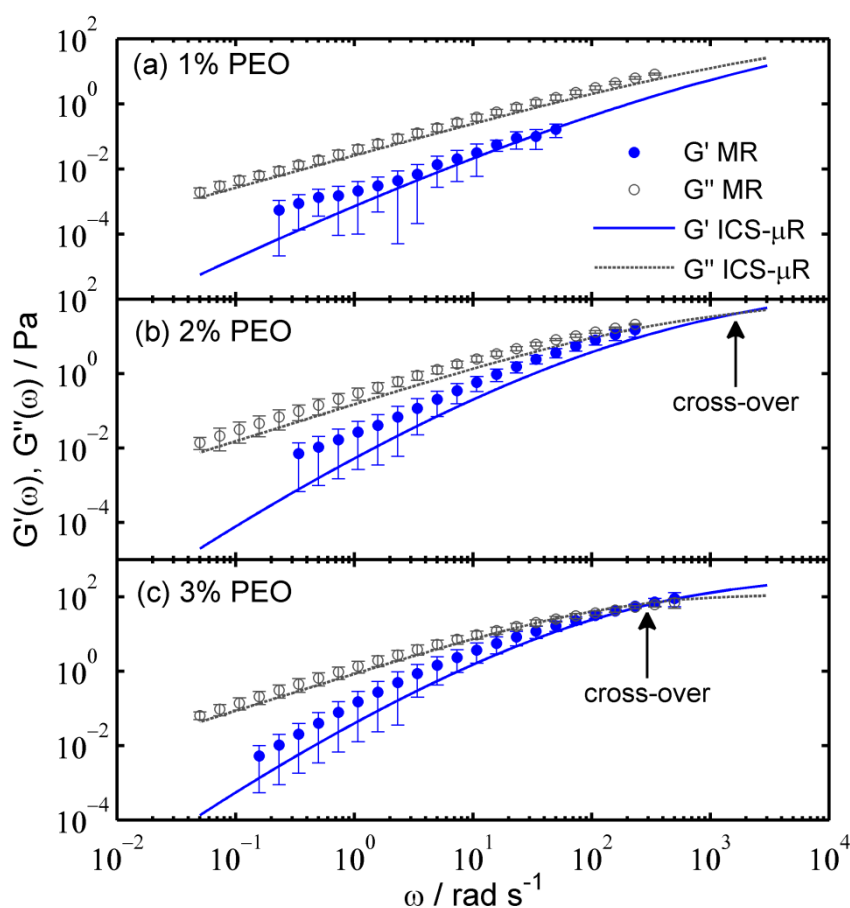 10^2
(a) 1% PEO
10^0
10^-2
10^-4
G' MR
G'' MR
G' ICS-μR
G'' ICS-μR
10^2
(b) 2% PEO
10^0
10^-2
10^-4
cross-over
G'(ω), G''(ω) / Pa
10^2
(c) 3% PEO
10^0
10^-2
10^-4
cross-over
10^-2 10^-1 10^0 10^1 10^2 10^3 10^4
ω / rad s^-1